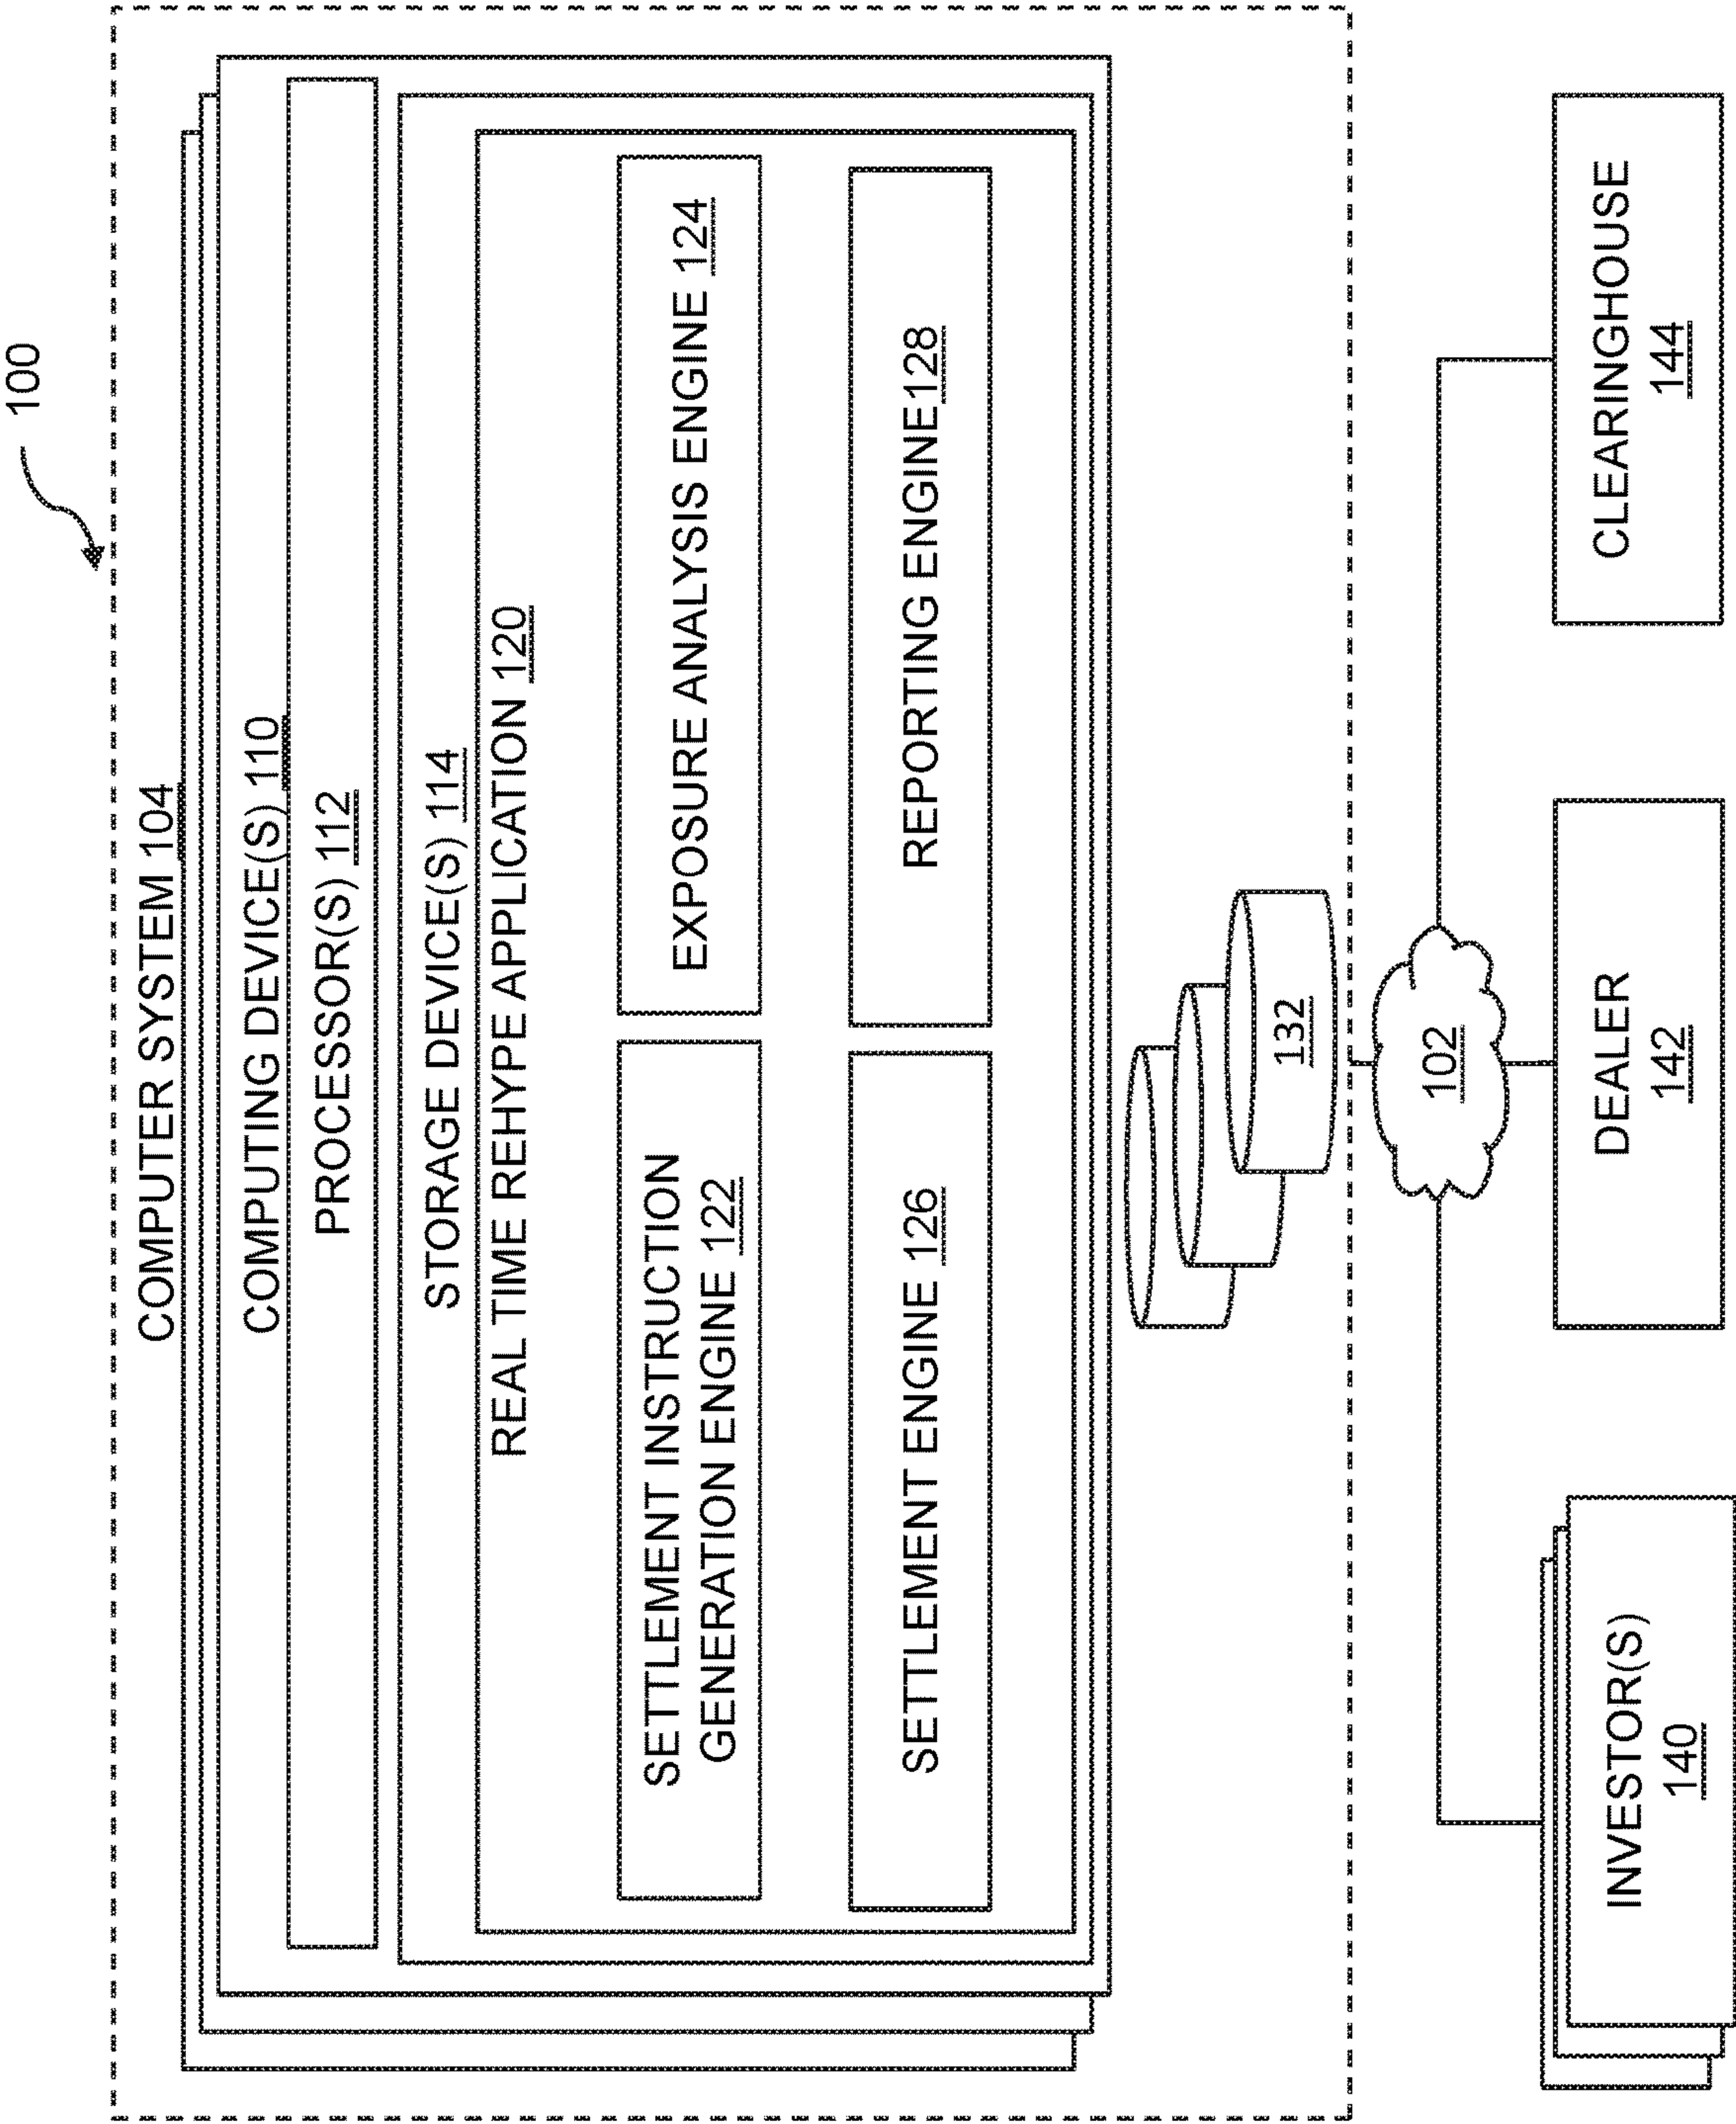 100
COMPUTER SYSTEM 104
COMPUTING DEVICE(S) 110
PROCESSOR(S) 112
STORAGE DEVICE(S) 114
REAL TIME REHYPE APPLICATION 120
SETTLEMENT INSTRUCTION
GENERATION ENGINE 122
EXPOSURE ANALYSIS ENGINE 124
SETTLEMENT ENGINE 126
REPORTING ENGINE128
132
102
INVESTOR(S)
140
DEALER
142
CLEARINGHOUSE
144